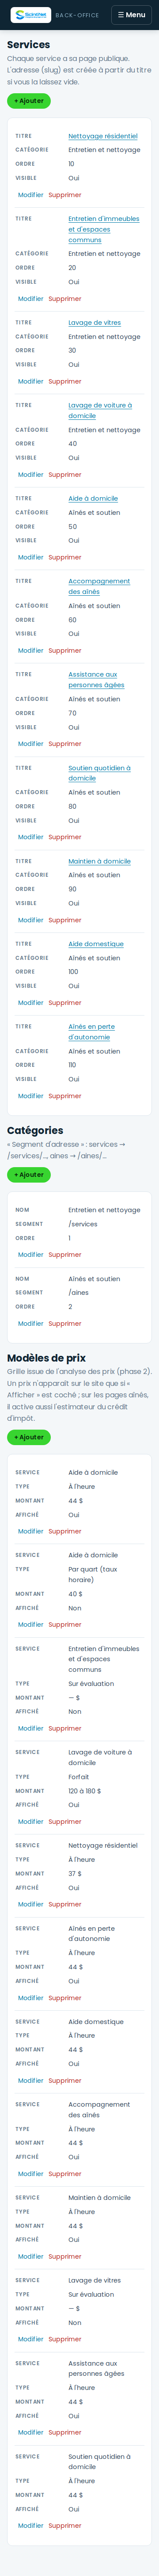 BACK-OFFICE
☰ Menu
Services
Chaque service a sa page publique.
L'adresse (slug) est créée à partir du titre
si vous la laissez vide.
+ Ajouter
TITRE Nettoyage résidentiel
CATÉGORIE Entretien et nettoyage
ORDRE 10
VISIBLE Oui
Modifier Supprimer
TITRE Entretien d'immeubles
et d'espaces
communs
CATÉGORIE Entretien et nettoyage
ORDRE 20
VISIBLE Oui
Modifier Supprimer
TITRE Lavage de vitres
CATÉGORIE Entretien et nettoyage
ORDRE 30
VISIBLE Oui
Modifier Supprimer
TITRE Lavage de voiture à
domicile
CATÉGORIE Entretien et nettoyage
ORDRE 40
VISIBLE Oui
Modifier Supprimer
TITRE Aide à domicile
CATÉGORIE Aînés et soutien
ORDRE 50
VISIBLE Oui
Modifier Supprimer
TITRE Accompagnement
des aînés
CATÉGORIE Aînés et soutien
ORDRE 60
VISIBLE Oui
Modifier Supprimer
TITRE Assistance aux
personnes âgées
CATÉGORIE Aînés et soutien
ORDRE 70
VISIBLE Oui
Modifier Supprimer
TITRE Soutien quotidien à
domicile
CATÉGORIE Aînés et soutien
ORDRE 80
VISIBLE Oui
Modifier Supprimer
TITRE Maintien à domicile
CATÉGORIE Aînés et soutien
ORDRE 90
VISIBLE Oui
Modifier Supprimer
TITRE Aide domestique
CATÉGORIE Aînés et soutien
ORDRE 100
VISIBLE Oui
Modifier Supprimer
TITRE Aînés en perte
d'autonomie
CATÉGORIE Aînés et soutien
ORDRE 110
VISIBLE Oui
Modifier Supprimer
Catégories
« Segment d'adresse » : services →
/services/…, aines → /aines/…
+ Ajouter
NOM Entretien et nettoyage
SEGMENT /services
ORDRE 1
Modifier Supprimer
NOM Aînés et soutien
SEGMENT /aines
ORDRE 2
Modifier Supprimer
Modèles de prix
Grille issue de l'analyse des prix (phase 2).
Un prix n'apparaît sur le site que si «
Afficher » est coché ; sur les pages aînés,
il active aussi l'estimateur du crédit
d'impôt.
+ Ajouter
SERVICE Aide à domicile
TYPE À l'heure
MONTANT 44 $
AFFICHÉ Oui
Modifier Supprimer
SERVICE Aide à domicile
TYPE Par quart (taux
horaire)
MONTANT 40 $
AFFICHÉ Non
Modifier Supprimer
SERVICE Entretien d'immeubles
et d'espaces
communs
TYPE Sur évaluation
MONTANT — $
AFFICHÉ Non
Modifier Supprimer
SERVICE Lavage de voiture à
domicile
TYPE Forfait
MONTANT 120 à 180 $
AFFICHÉ Oui
Modifier Supprimer
SERVICE Nettoyage résidentiel
TYPE À l'heure
MONTANT 37 $
AFFICHÉ Oui
Modifier Supprimer
SERVICE Aînés en perte
d'autonomie
TYPE À l'heure
MONTANT 44 $
AFFICHÉ Oui
Modifier Supprimer
SERVICE Aide domestique
TYPE À l'heure
MONTANT 44 $
AFFICHÉ Oui
Modifier Supprimer
SERVICE Accompagnement
des aînés
TYPE À l'heure
MONTANT 44 $
AFFICHÉ Oui
Modifier Supprimer
SERVICE Maintien à domicile
TYPE À l'heure
MONTANT 44 $
AFFICHÉ Oui
Modifier Supprimer
SERVICE Lavage de vitres
TYPE Sur évaluation
MONTANT — $
AFFICHÉ Non
Modifier Supprimer
SERVICE Assistance aux
personnes âgées
TYPE À l'heure
MONTANT 44 $
AFFICHÉ Oui
Modifier Supprimer
SERVICE Soutien quotidien à
domicile
TYPE À l'heure
MONTANT 44 $
AFFICHÉ Oui
Modifier Supprimer